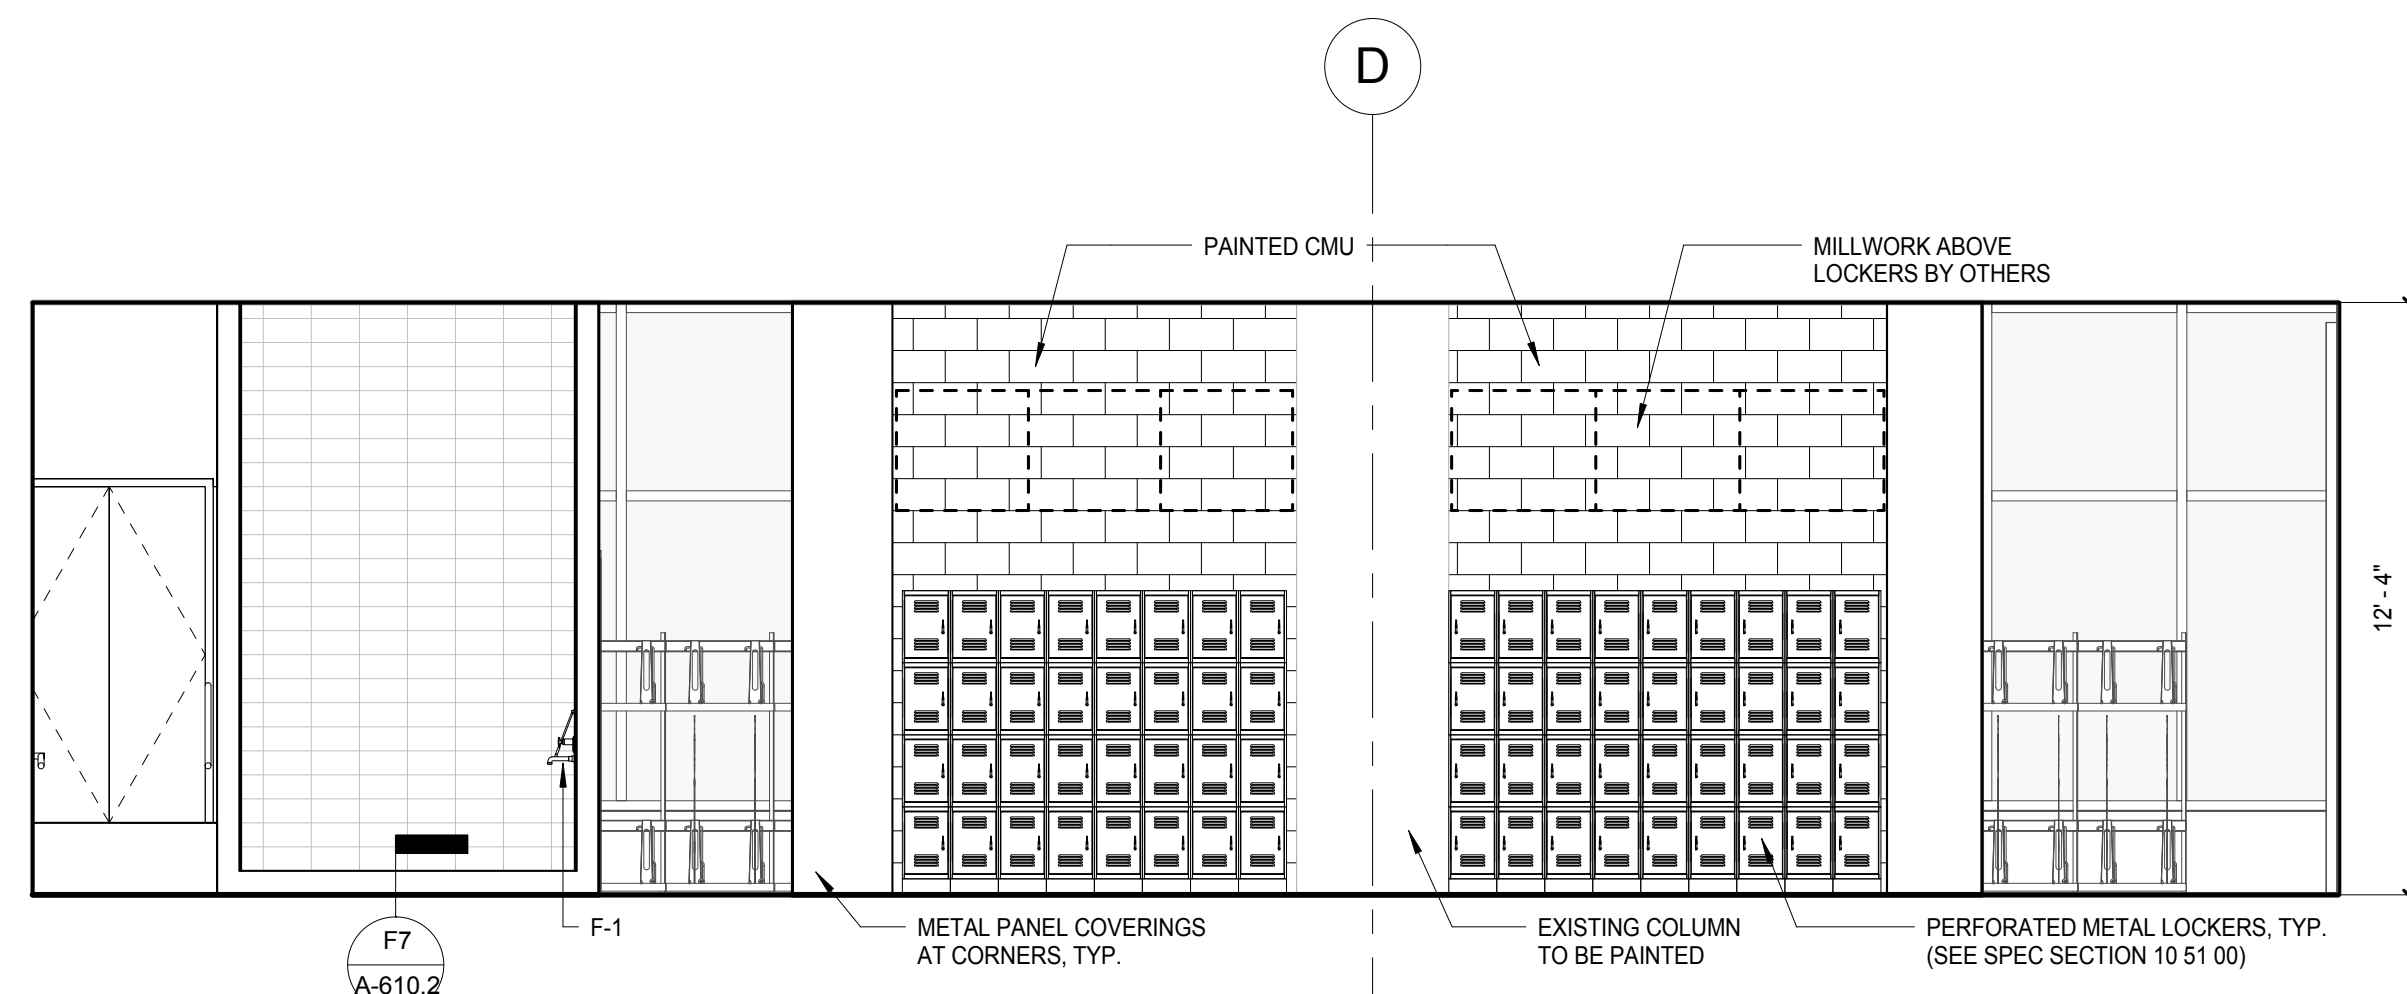 D
PAINTED CMU
MILLWORK ABOVE
LOCKERS BY OTHERS
12' - 4"
F-1
F7
A-610.2
METAL PANEL COVERINGS
AT CORNERS, TYP.
EXISTING COLUMN
TO BE PAINTED
PERFORATED METAL LOCKERS, TYP.
(SEE SPEC SECTION 10 51 00)